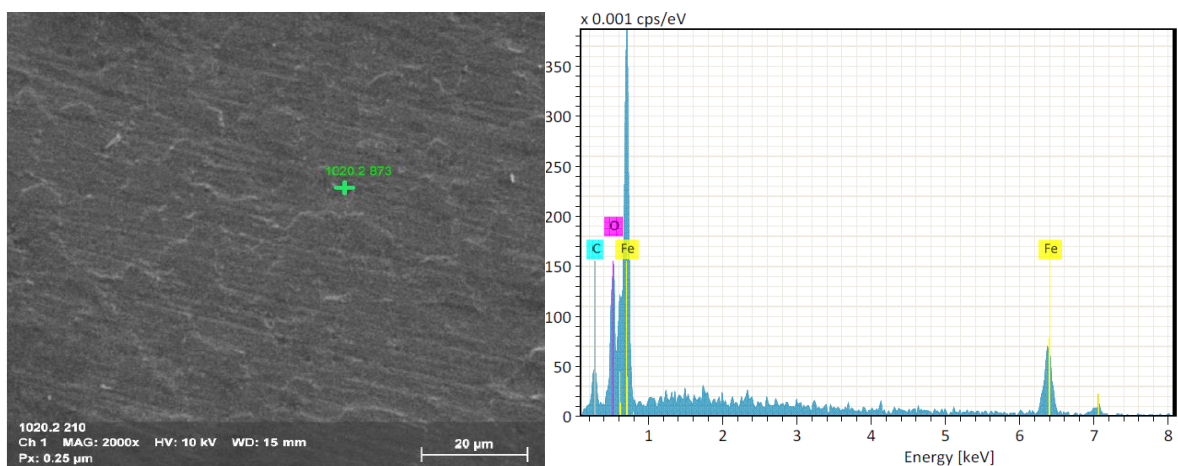 1020.2 873
1020.2 210
Ch 1 MAG: 2000x HV: 10 kV WD: 15 mm
Px: 0.25 µm
20 µm
x 0.001 cps/eV
350
300
250
200
150
100
50
0
C
O
Fe
Fe
1 2 3 4 5 6 7 8
Energy [keV]